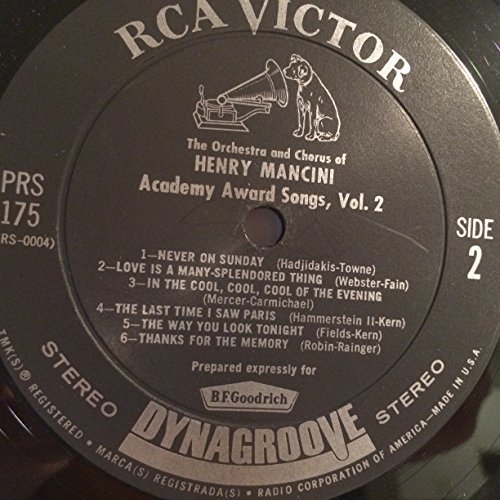 RCA VICTOR
The Orchestra and Chorus of
HENRY MANCINI
Academy Award Songs, Vol. 2
PRS
175
RS-0004)
SIDE
2
1—NEVER ON SUNDAY (Hadjidakis-Towne)
2—LOVE IS A MANY-SPLENDORED THING (Webster-Fain)
3—IN THE COOL, COOL, COOL OF THE EVENING
(Mercer-Carmichael)
4—THE LAST TIME I SAW PARIS (Hammerstein II-Kern)
5—THE WAY YOU LOOK TONIGHT (Fields-Kern)
6—THANKS FOR THE MEMORY (Robin-Rainger)
Prepared expressly for
B.F.Goodrich
STEREO
DYNAGROOVE
STEREO
TMK(S) ® REGISTERED • MARCA(S) REGISTRADA(S) • RADIO CORPORATION OF AMERICA—MADE IN U.S.A.